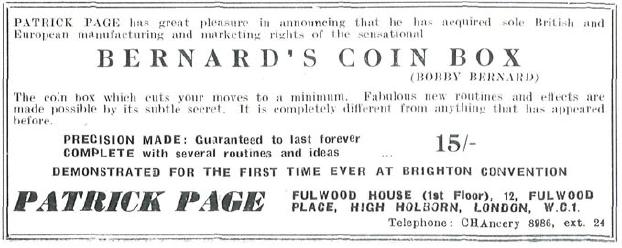 PATRICK PAGE has great pleasure in announcing that he has acquired sole British and
European manufacturing and marketing rights of the sensational
BERNARD'S COIN BOX
(BOBBY BERNARD)
The coin box which cuts your moves to a minimum. Fabulous new routines and effects are
made possible by its subtle secret. It is completely different from anything that has appeared
before.
PRECISION MADE: Guaranteed to last forever
COMPLETE with several routines and ideas ... 15/-
DEMONSTRATED FOR THE FIRST TIME EVER AT BRIGHTON CONVENTION
PATRICK PAGE FULWOOD HOUSE (1st Floor), 12, FULWOOD
PLACE, HIGH HOLBORN, LONDON, W.C.1.
Telephone: CHAncery 8986, ext. 24